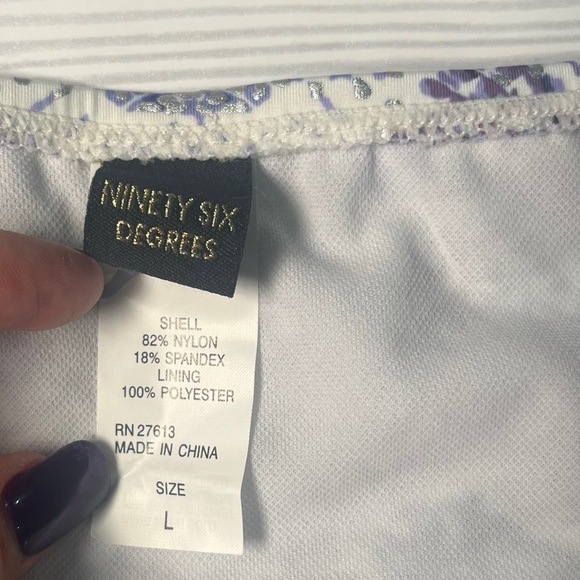 NINETY SIX
DEGREES
SHELL
82% NYLON
18% SPANDEX
LINING
100% POLYESTER
RN 27613
MADE IN CHINA
SIZE
L